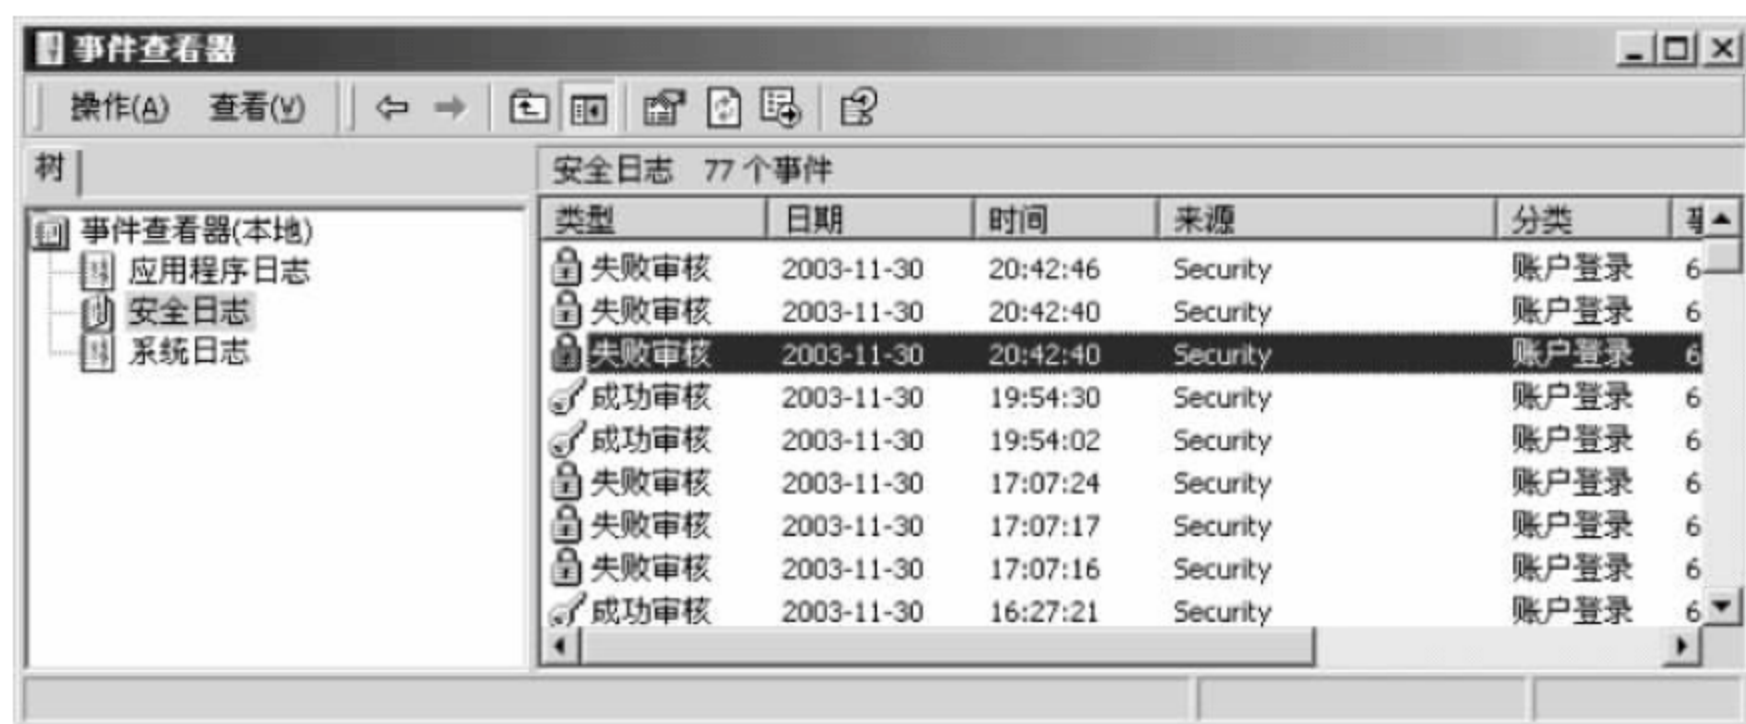 事件查看器
操作(A) 查看(V)
树
安全日志 77 个事件
事件查看器(本地)
应用程序日志
安全日志
系统日志
类型 日期 时间 来源 分类
失败审核 2003-11-30 20:42:46 Security 账户登录 6
失败审核 2003-11-30 20:42:40 Security 账户登录 6
失败审核 2003-11-30 20:42:40 Security 账户登录 6
成功审核 2003-11-30 19:54:30 Security 账户登录 6
成功审核 2003-11-30 19:54:02 Security 账户登录 6
失败审核 2003-11-30 17:07:24 Security 账户登录 6
失败审核 2003-11-30 17:07:17 Security 账户登录 6
失败审核 2003-11-30 17:07:16 Security 账户登录 6
成功审核 2003-11-30 16:27:21 Security 账户登录 6